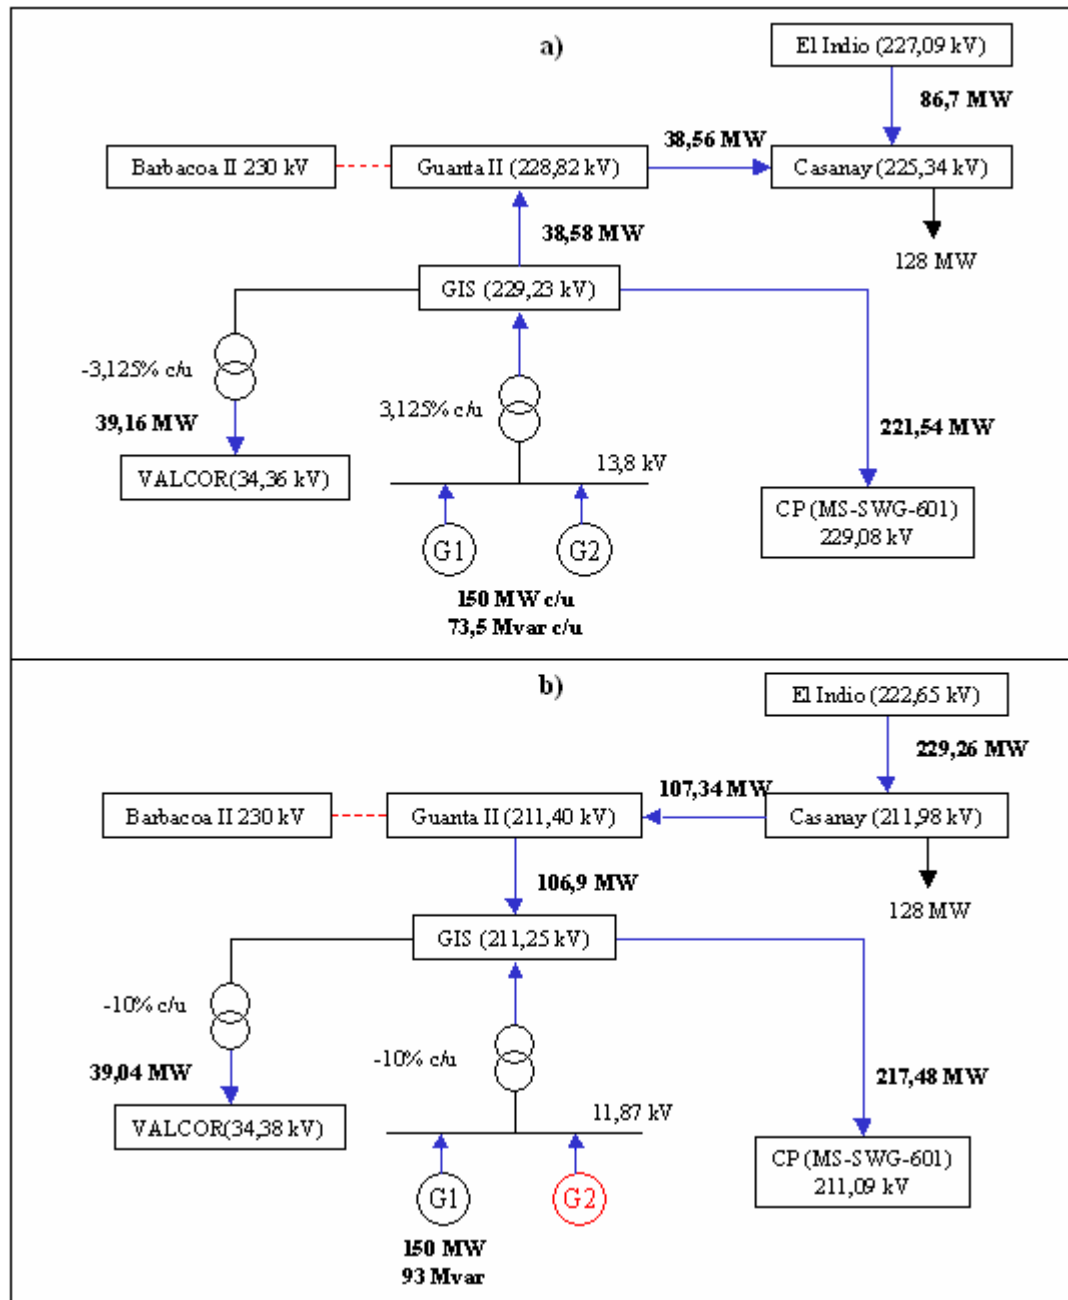 a)
El Indio (227,09 kV)
86,7 MW
38,56 MW
Barbacoa II 230 kV
Guanta II (228,82 kV)
Casanay (225,34 kV)
38,58 MW
128 MW
GIS (229,23 kV)
-3,125% c/u
3,125% c/u
39,16 MW
221,54 MW
VALCOR(34,36 kV)
13,8 kV
CP (MS-SWG-601)
229,08 kV
G1
G2
150 MW c/u
73,5 Mvar c/u
b)
El Indio (222,65 kV)
229,26 MW
107,34 MW
Barbacoa II 230 kV
Guanta II (211,40 kV)
Casanay (211,98 kV)
106,9 MW
128 MW
GIS (211,25 kV)
-10% c/u
-10% c/u
39,04 MW
217,48 MW
VALCOR(34,38 kV)
11,87 kV
CP (MS-SWG-601)
211,09 kV
G1
G2
150 MW
93 Mvar